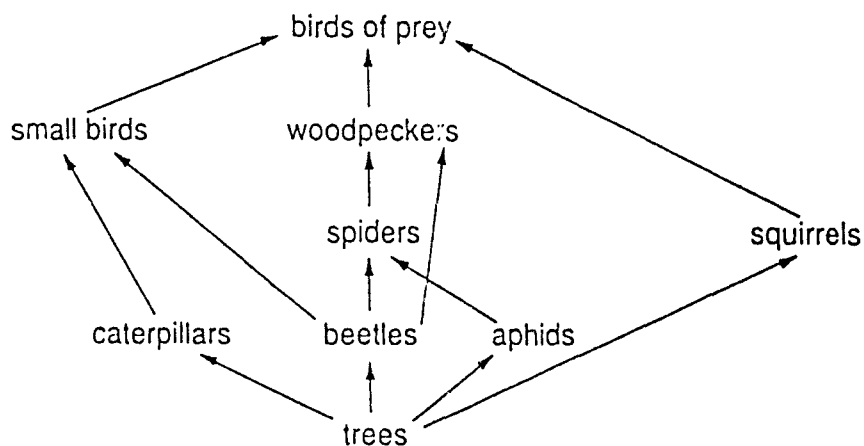 birds of prey
small birds
woodpeckers
spiders
squirrels
caterpillars
beetles
aphids
trees